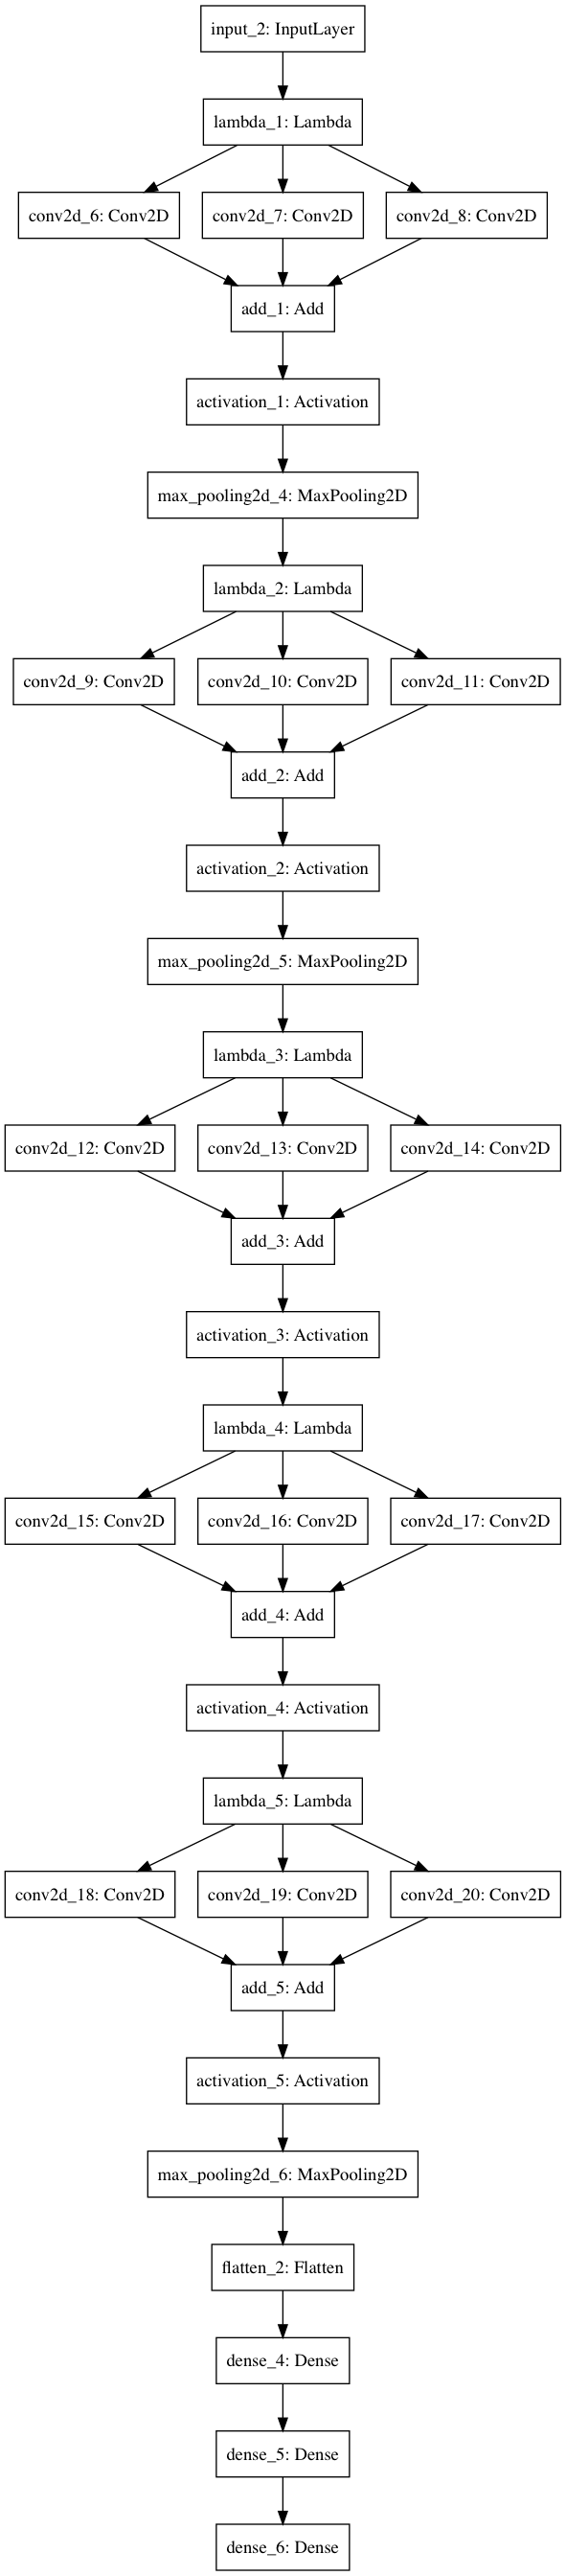 input_2: InputLayer
lambda_1: Lambda
conv2d_6: Conv2D
conv2d_7: Conv2D
conv2d_8: Conv2D
add_1: Add
activation_1: Activation
max_pooling2d_4: MaxPooling2D
lambda_2: Lambda
conv2d_9: Conv2D
conv2d_10: Conv2D
conv2d_11: Conv2D
add_2: Add
activation_2: Activation
max_pooling2d_5: MaxPooling2D
lambda_3: Lambda
conv2d_12: Conv2D
conv2d_13: Conv2D
conv2d_14: Conv2D
add_3: Add
activation_3: Activation
lambda_4: Lambda
conv2d_15: Conv2D
conv2d_16: Conv2D
conv2d_17: Conv2D
add_4: Add
activation_4: Activation
lambda_5: Lambda
conv2d_18: Conv2D
conv2d_19: Conv2D
conv2d_20: Conv2D
add_5: Add
activation_5: Activation
max_pooling2d_6: MaxPooling2D
flatten_2: Flatten
dense_4: Dense
dense_5: Dense
dense_6: Dense